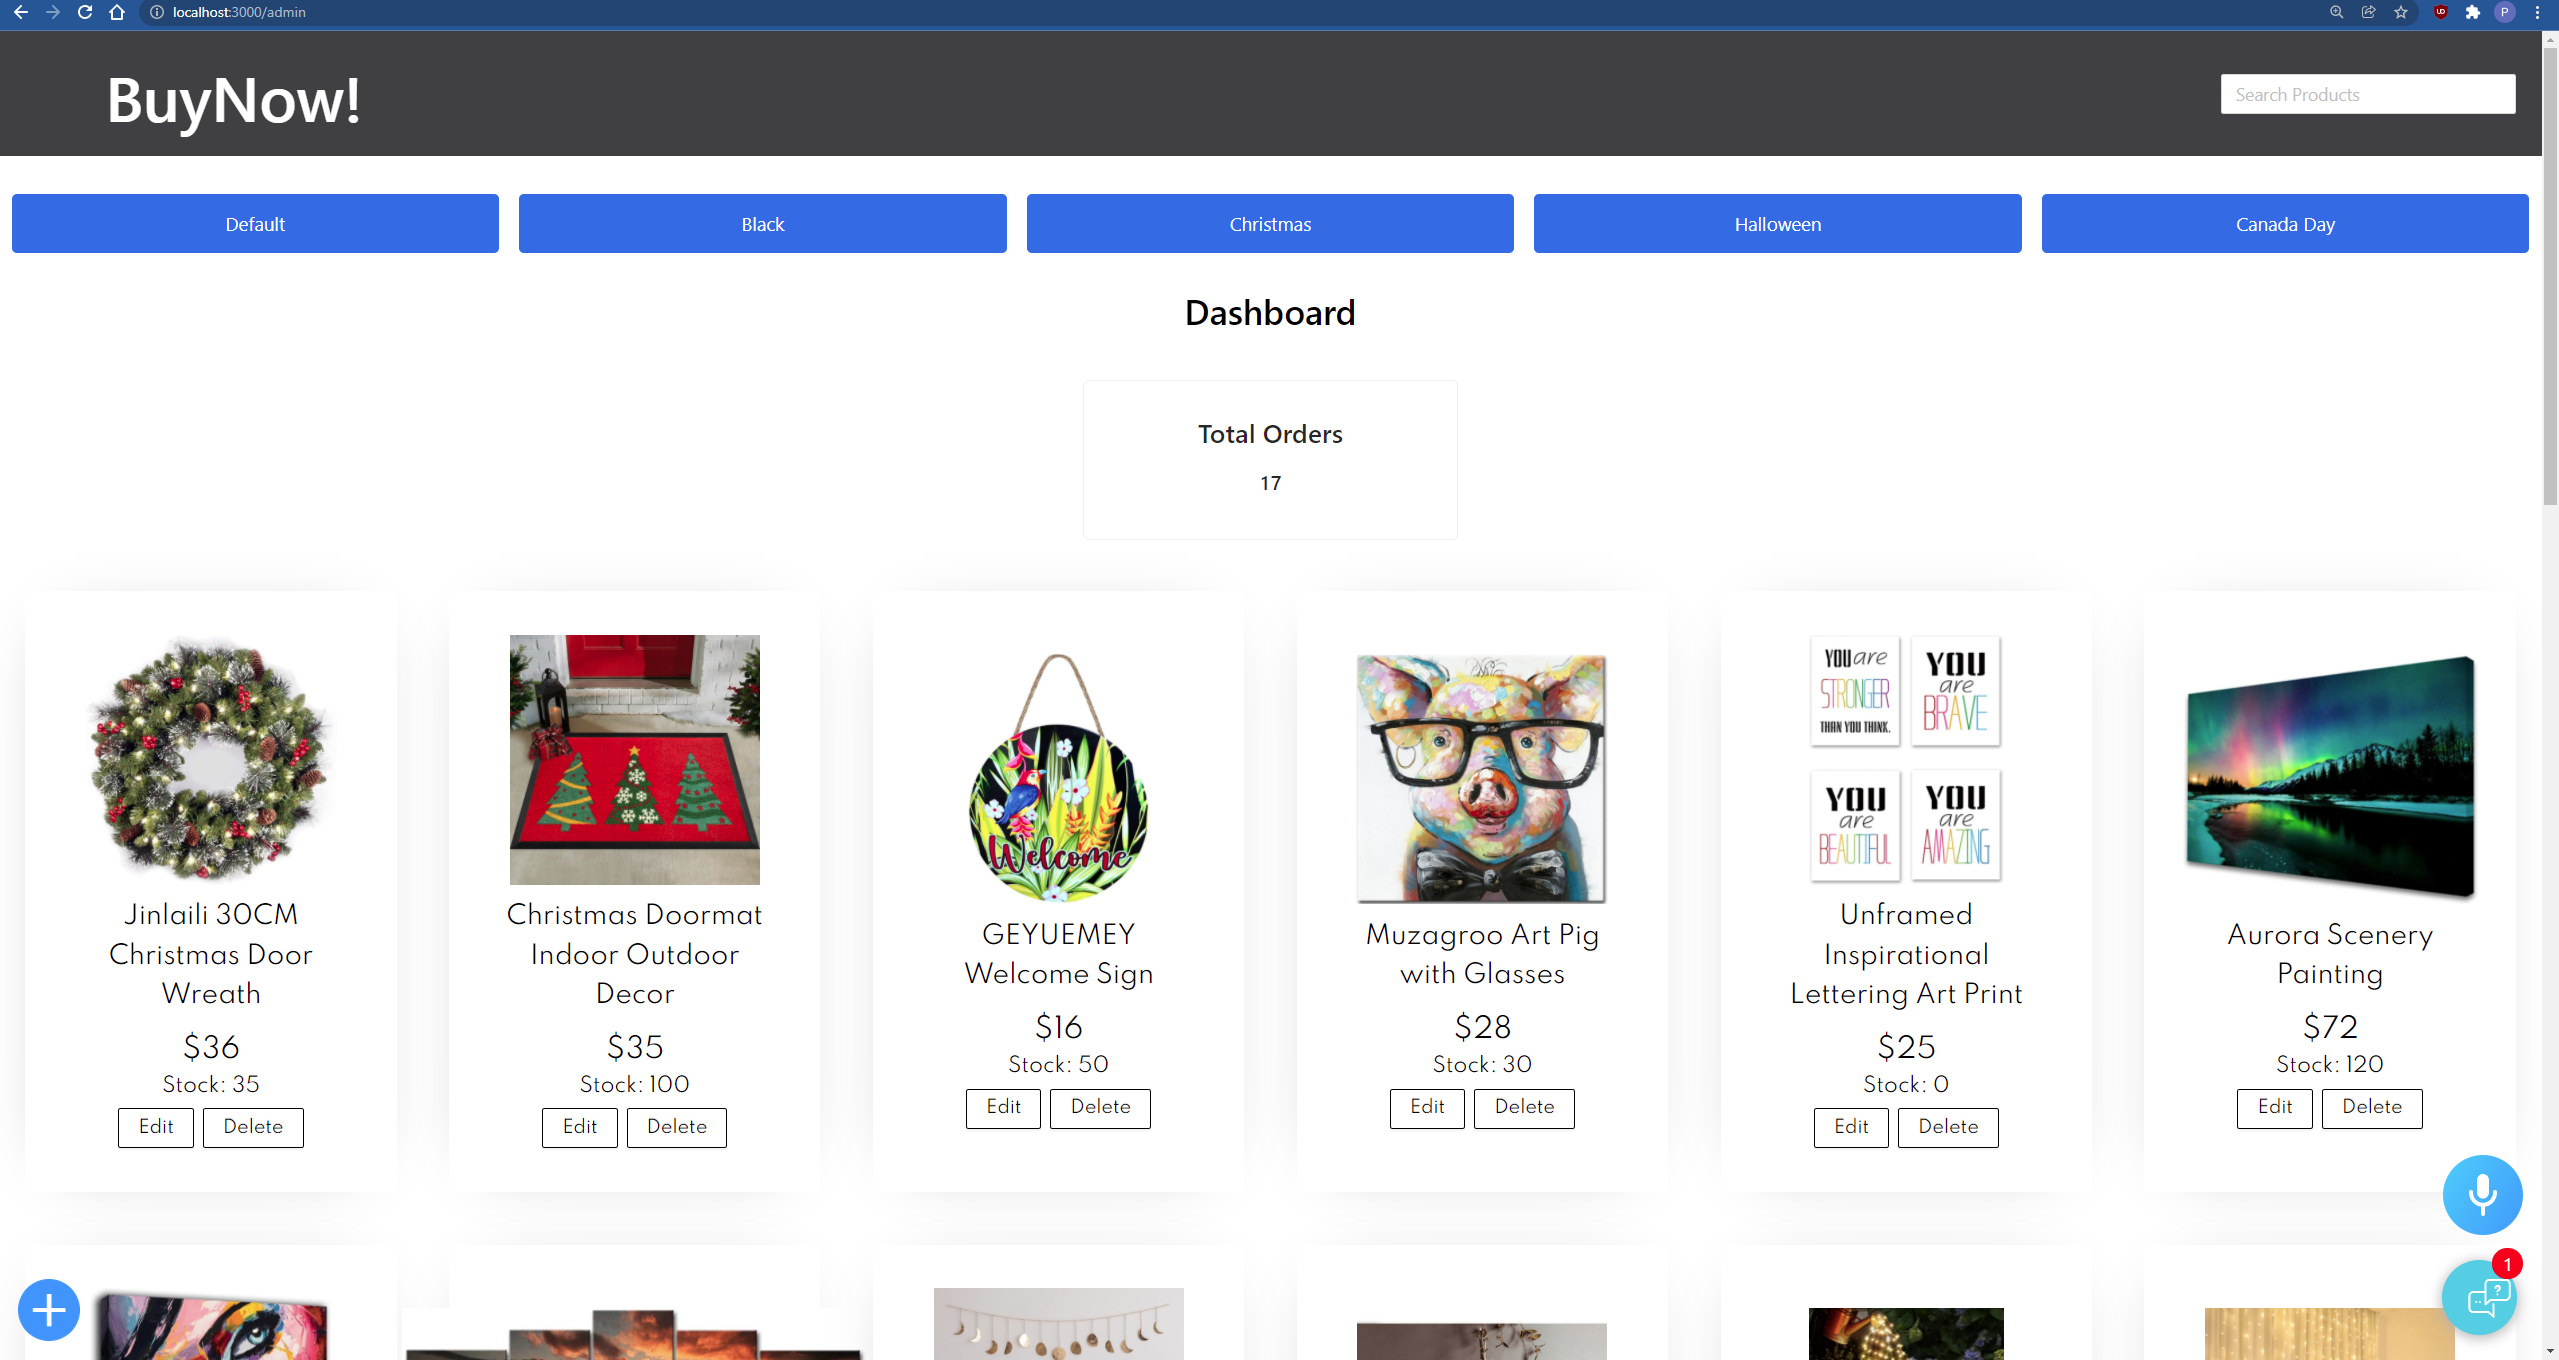 localhost:3000/admin
P
BuyNow!
Search Products
Default
Black
Christmas
Halloween
Canada Day
Dashboard
Total Orders
17
Welcome
YOU are
STRONGER
THAN YOU THINK.
YOU
are
BRAVE
YOU
are
BEAUTIFUL
YOU
are
AMAZING
Jinlaili 30CM
Christmas Door
Wreath
$36
Stock: 35
Edit
Delete
Christmas Doormat
Indoor Outdoor
Decor
$35
Stock: 100
Edit
Delete
GEYUEMEY
Welcome Sign
$16
Stock: 50
Edit
Delete
Muzagroo Art Pig
with Glasses
$28
Stock: 30
Edit
Delete
Unframed
Inspirational
Lettering Art Print
$25
Stock: 0
Edit
Delete
Aurora Scenery
Painting
$72
Stock: 120
Edit
Delete
1
?